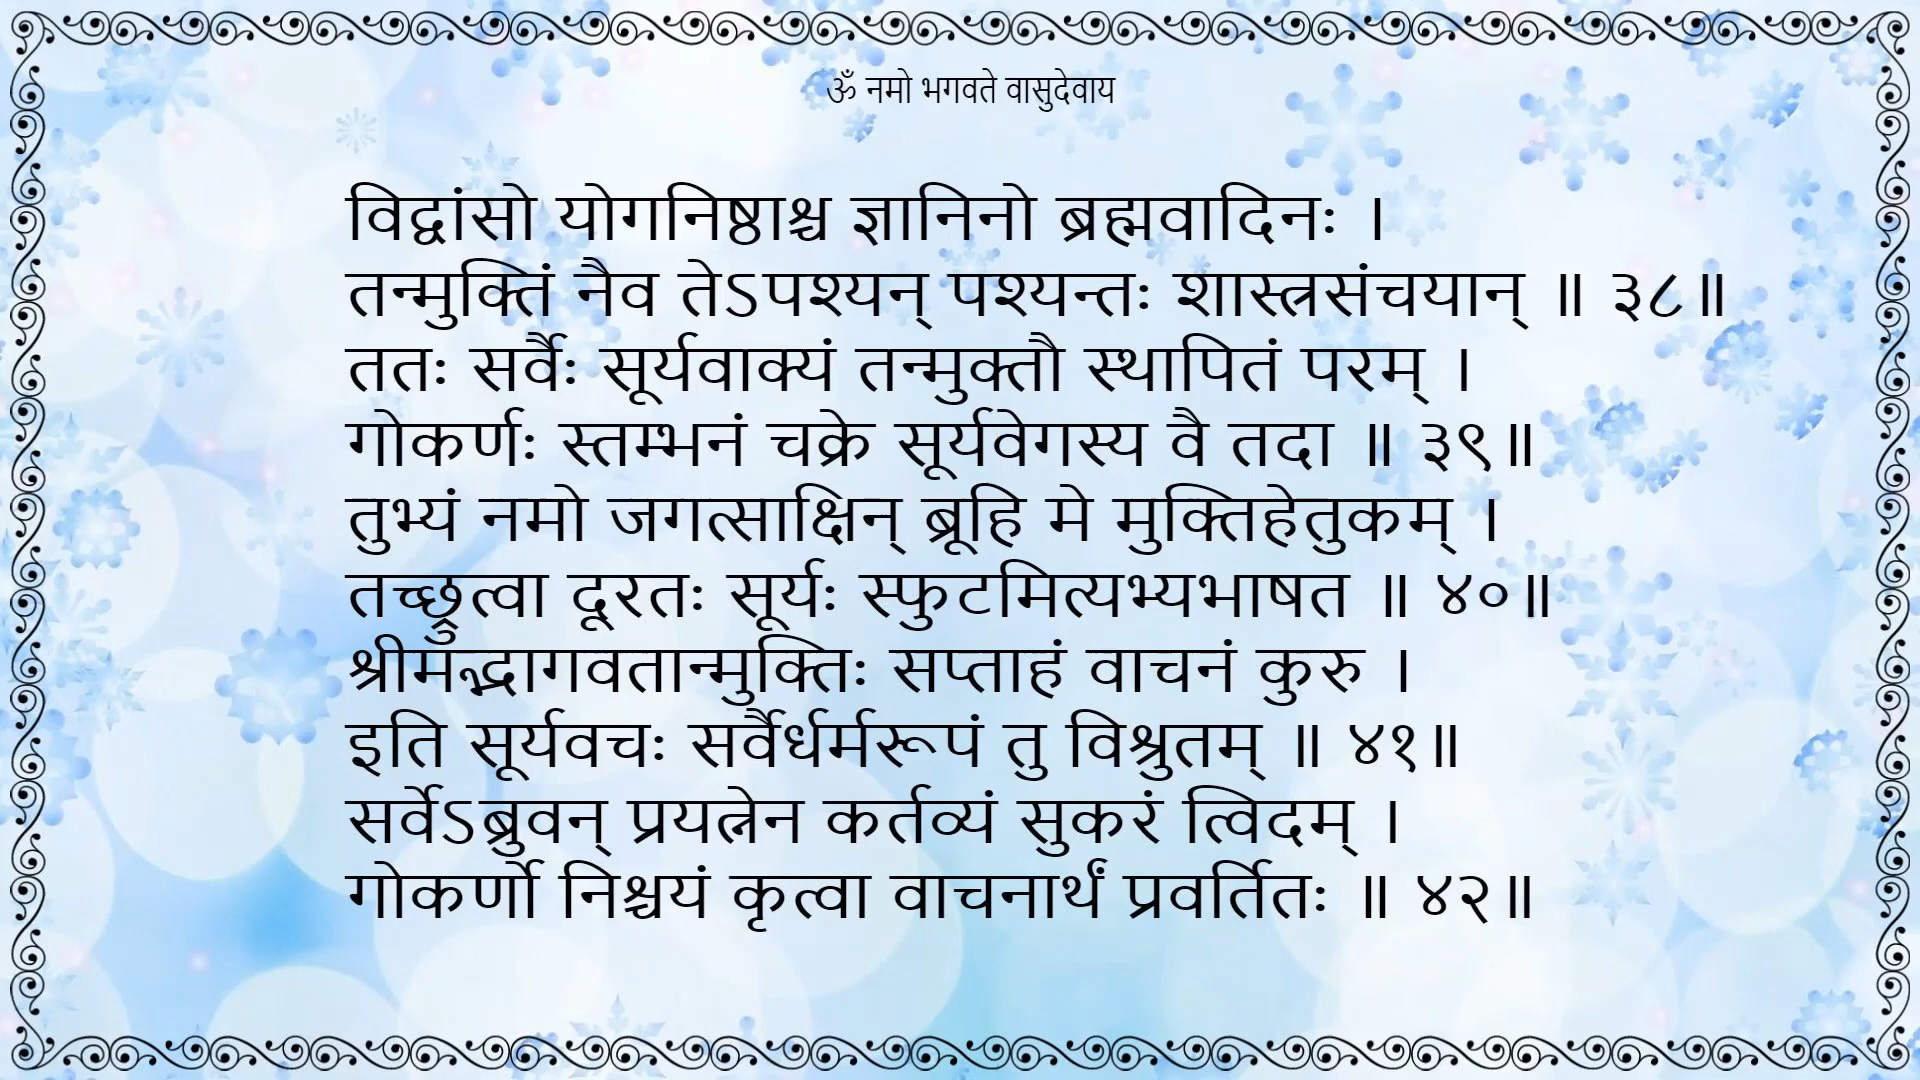 ॐ नमो भगवते वासुदेवाय
विद्वांसो योगनिष्ठाश्च ज्ञानिनो ब्रह्मवादिनः ।
तन्मुक्तिं नैव तेऽपश्यन् पश्यन्तः शास्त्रसंचयान् ॥ ३८॥
ततः सर्वैः सूर्यवाक्यं तन्मुक्तौ स्थापितं परम् ।
गोकर्णः स्तम्भनं चक्रे सूर्यवेगस्य वै तदा ॥ ३९॥
तुभ्यं नमो जगत्साक्षिन् ब्रूहि मे मुक्तिहेतुकम् ।
तच्छ्रुत्वा दूरतः सूर्यः स्फुटमित्यभ्यभाषत ॥ ४०॥
श्रीमद्भागवतान्मुक्तिः सप्ताहं वाचनं कुरु ।
इति सूर्यवचः सर्वैर्धर्मरूपं तु विश्रुतम् ॥ ४१॥
सर्वेऽब्रुवन् प्रयत्नेन कर्तव्यं सुकरं त्विदम् ।
गोकर्णो निश्चयं कृत्वा वाचनार्थं प्रवर्तितः ॥ ४२॥